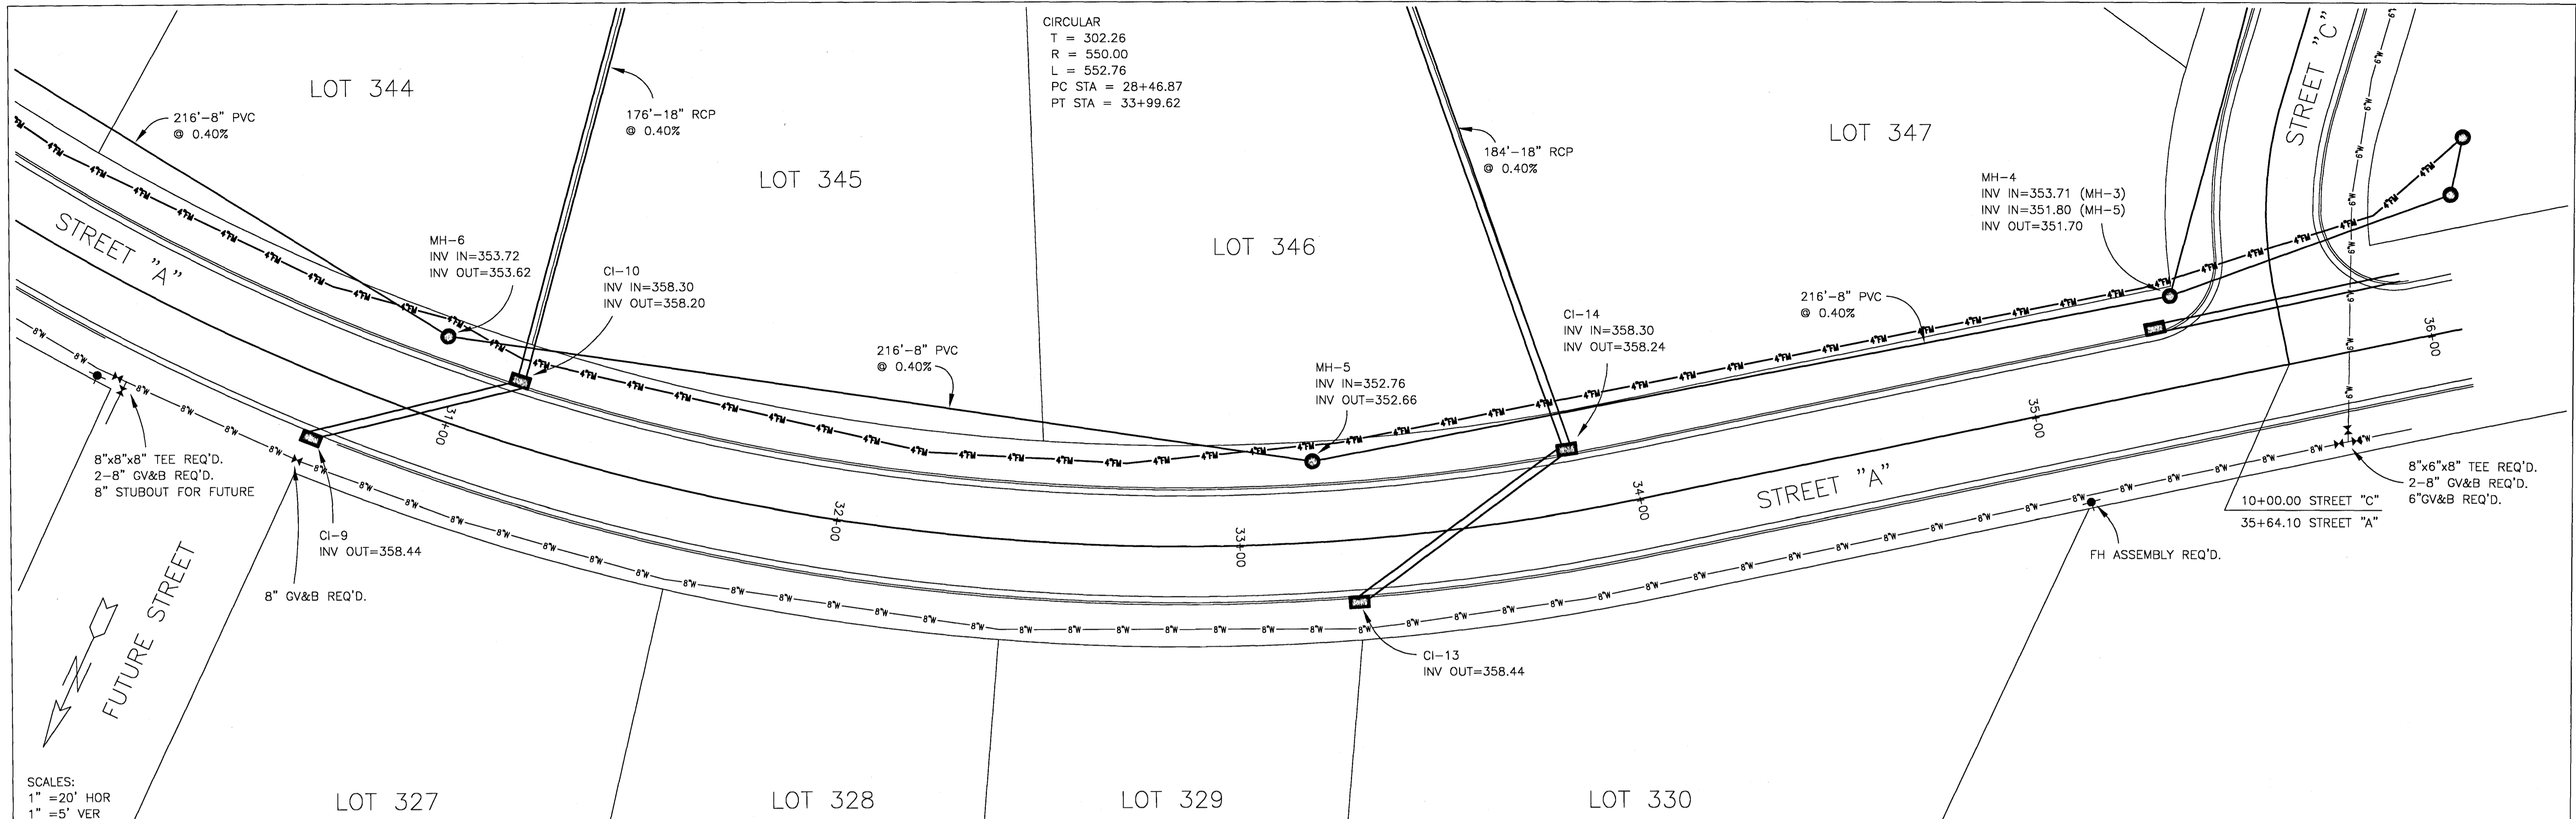 CIRCULAR
T = 302.26
R = 550.00
L = 552.76
PC STA = 28+46.87
PT STA = 33+99.62
LOT 344
216'-8" PVC
@ 0.40%
176'-18" RCP
@ 0.40%
LOT 345
LOT 346
184'-18" RCP
@ 0.40%
LOT 347
STREET "C"
MH-4
INV IN=353.71 (MH-3)
INV IN=351.80 (MH-5)
INV OUT=351.70
STREET "A"
MH-6
INV IN=353.72
INV OUT=353.62
CI-10
INV IN=358.30
INV OUT=358.20
216'-8" PVC
@ 0.40%
MH-5
INV IN=352.76
INV OUT=352.66
CI-14
INV IN=358.30
INV OUT=358.24
216'-8" PVC
@ 0.40%
4"FM
8"W
6"W
31+00
32+00
33+00
34+00
35+00
36+00
STREET "A"
8"x8"x8" TEE REQ'D.
2-8" GV&B REQ'D.
8" STUBOUT FOR FUTURE
CI-9
INV OUT=358.44
8" GV&B REQ'D.
FUTURE STREET
N
CI-13
INV OUT=358.44
FH ASSEMBLY REQ'D.
10+00.00 STREET "C"
35+64.10 STREET "A"
8"x6"x8" TEE REQ'D.
2-8" GV&B REQ'D.
6"GV&B REQ'D.
SCALES:
1" =20' HOR
1" =5' VER
LOT 327
LOT 328
LOT 329
LOT 330